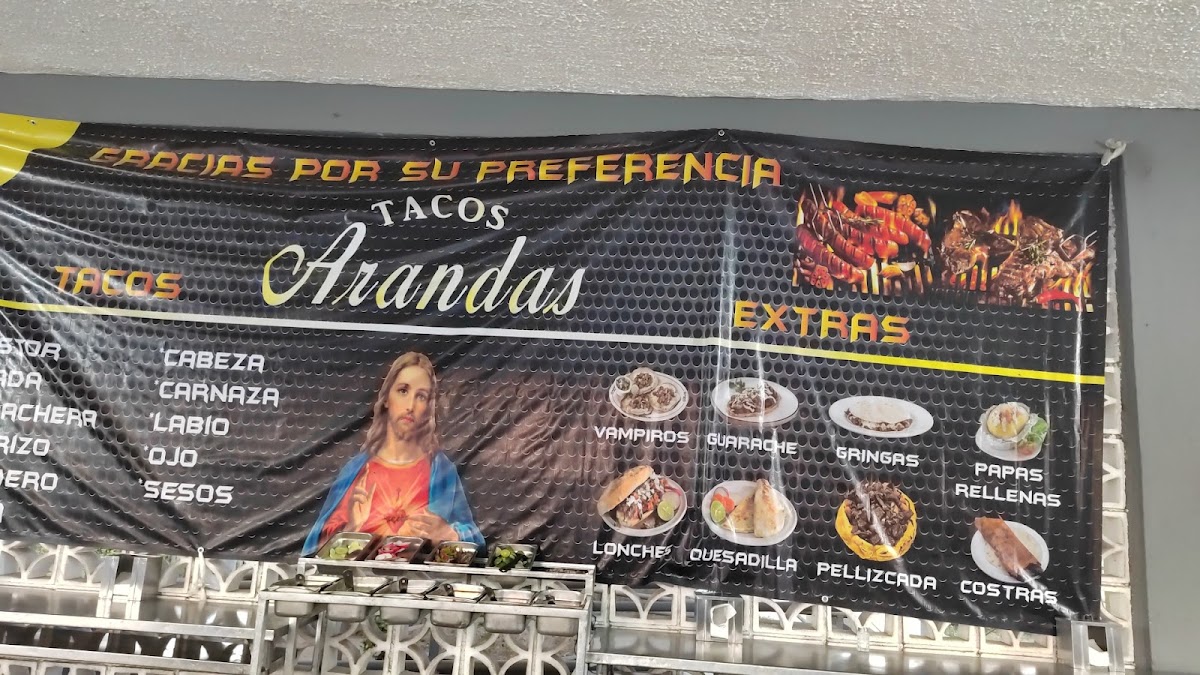 GRACIAS POR SU PREFERENCIA
TACOS
Arandas
TACOS
EXTRAS
CABEZA
CARNAZA
LABIO
OJO
SESOS
VAMPIROS
GUARACHE
GRINGAS
PAPAS
RELLENAS
LONCHES
QUESADILLA
PELLIZCADA
COSTRAS